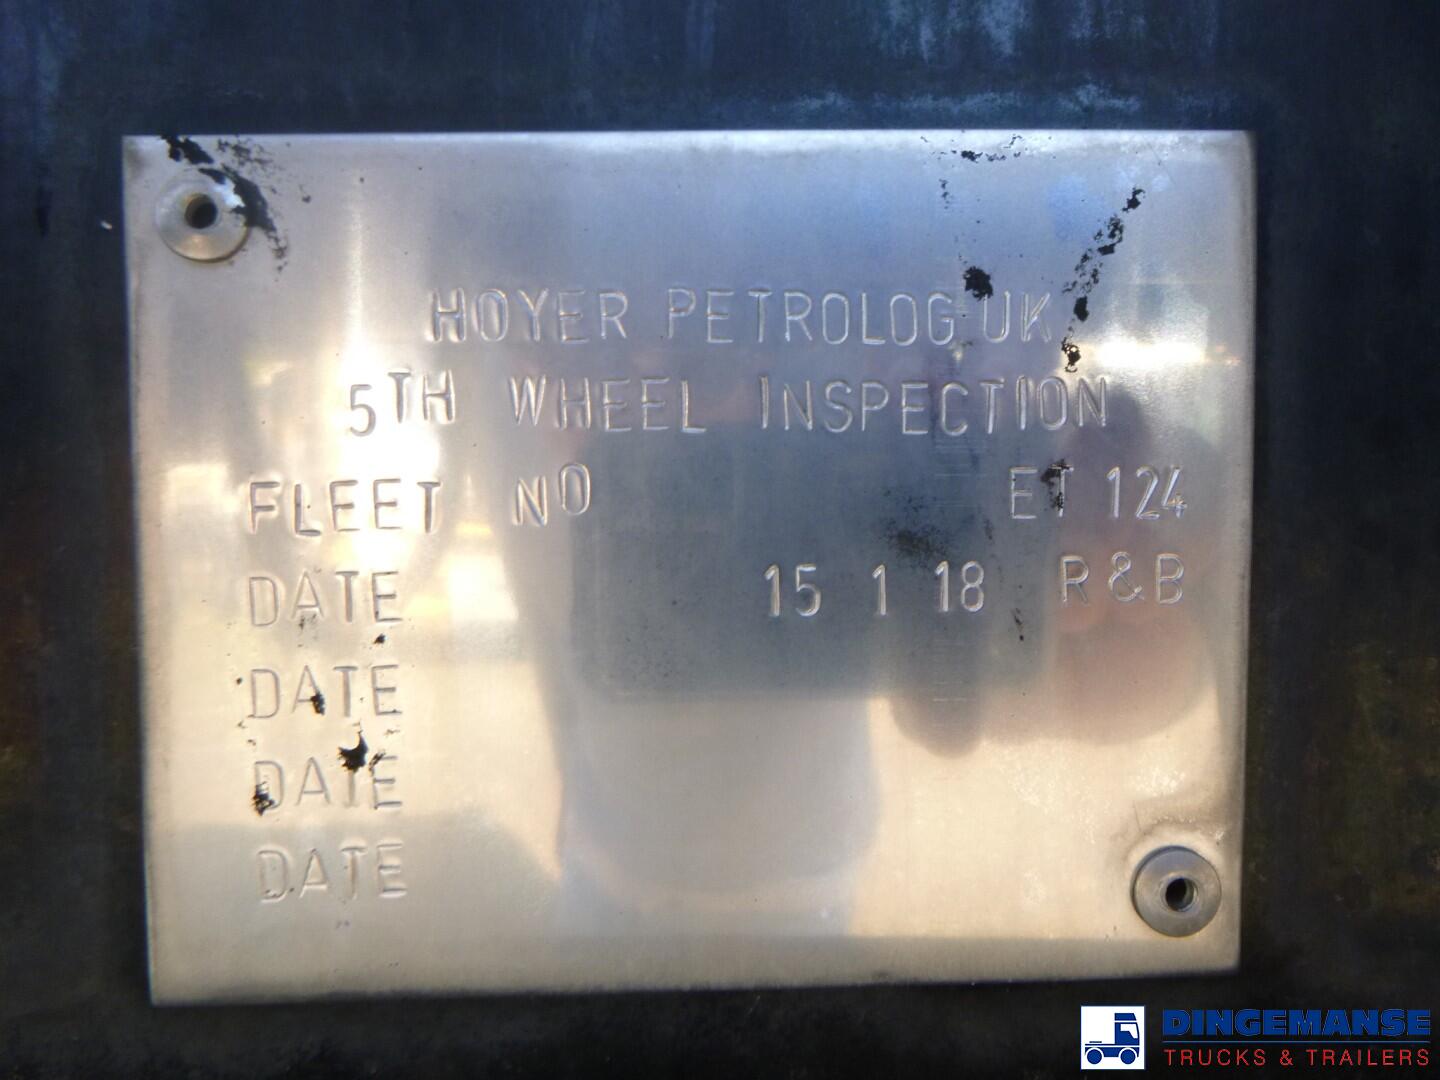 HOYER PETROLOG UK
5TH WHEEL INSPECTION
FLEET NO ET 124
DATE 15 1 18 R&B
DATE
DATE
DATE
DINGEMANSE
TRUCKS & TRAILERS